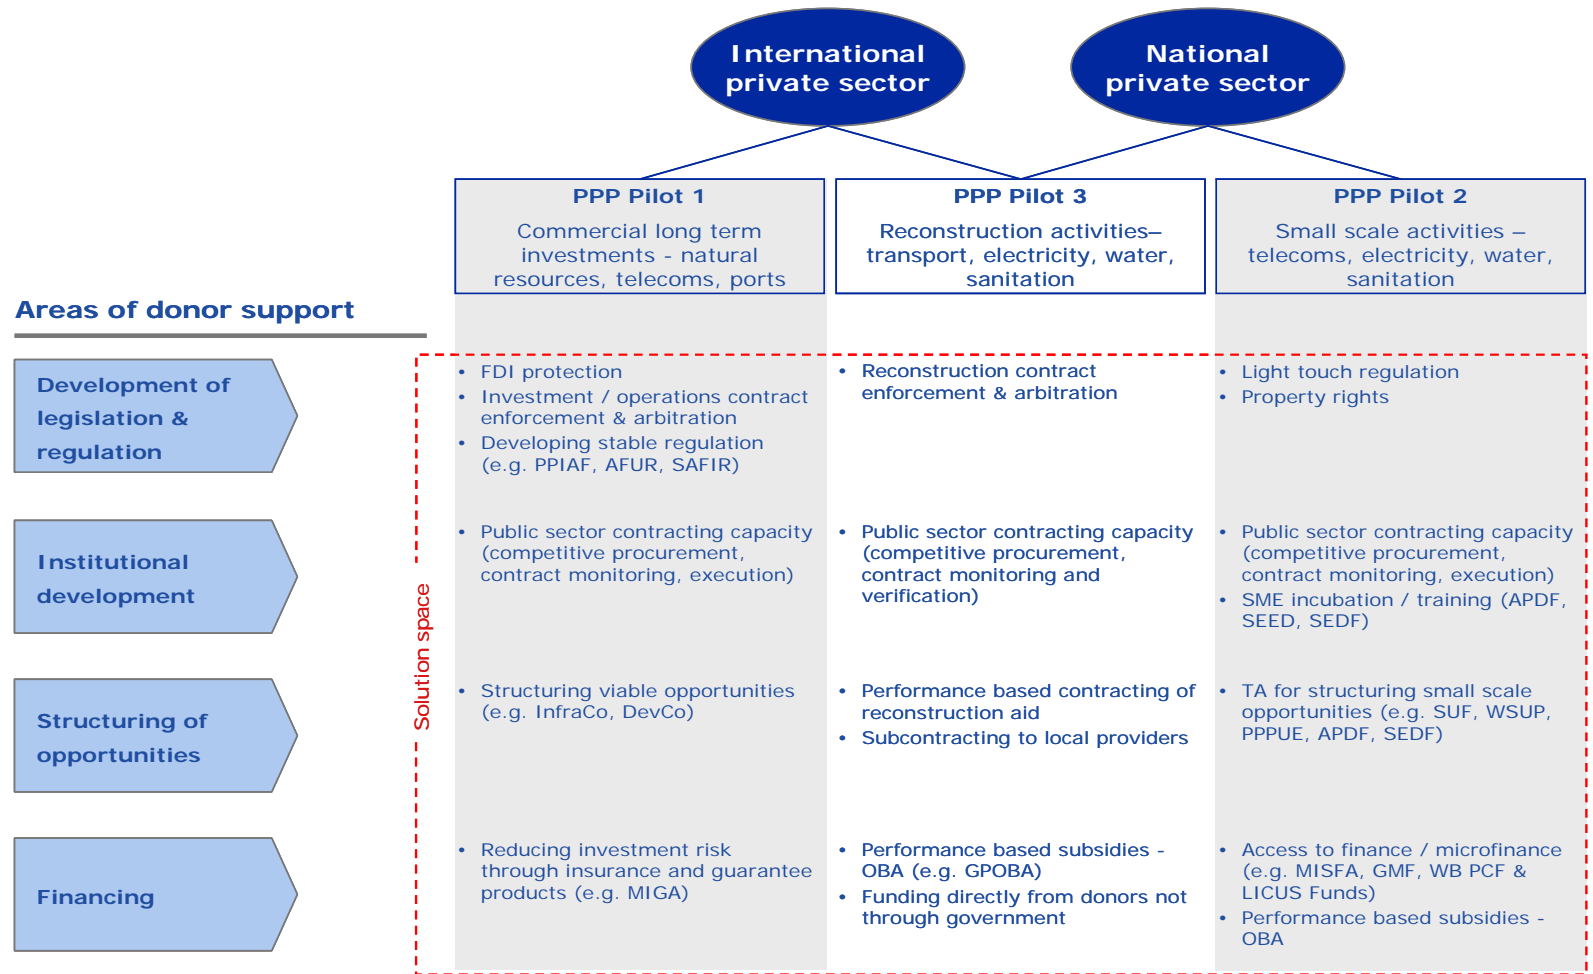 International
private sector
National
private sector
PPP Pilot 1
Commercial long term
investments - natural
resources, telecoms, ports
PPP Pilot 3
Reconstruction activities–
transport, electricity, water,
sanitation
PPP Pilot 2
Small scale activities –
telecoms, electricity, water,
sanitation
Areas of donor support
Solution space
Development of
legislation &
regulation
• FDI protection
• Investment / operations contract
enforcement & arbitration
• Developing stable regulation
(e.g. PPIAF, AFUR, SAFIR)
• Reconstruction contract
enforcement & arbitration
• Light touch regulation
• Property rights
Institutional
development
• Public sector contracting capacity
(competitive procurement,
contract monitoring, execution)
• Public sector contracting capacity
(competitive procurement,
contract monitoring and
verification)
• Public sector contracting capacity
(competitive procurement,
contract monitoring, execution)
• SME incubation / training (APDF,
SEED, SEDF)
Structuring of
opportunities
• Structuring viable opportunities
(e.g. InfraCo, DevCo)
• Performance based contracting of
reconstruction aid
• Subcontracting to local providers
• TA for structuring small scale
opportunities (e.g. SUF, WSUP,
PPPUE, APDF, SEDF)
Financing
• Reducing investment risk
through insurance and guarantee
products (e.g. MIGA)
• Performance based subsidies -
OBA (e.g. GPOBA)
• Funding directly from donors not
through government
• Access to finance / microfinance
(e.g. MISFA, GMF, WB PCF &
LICUS Funds)
• Performance based subsidies -
OBA